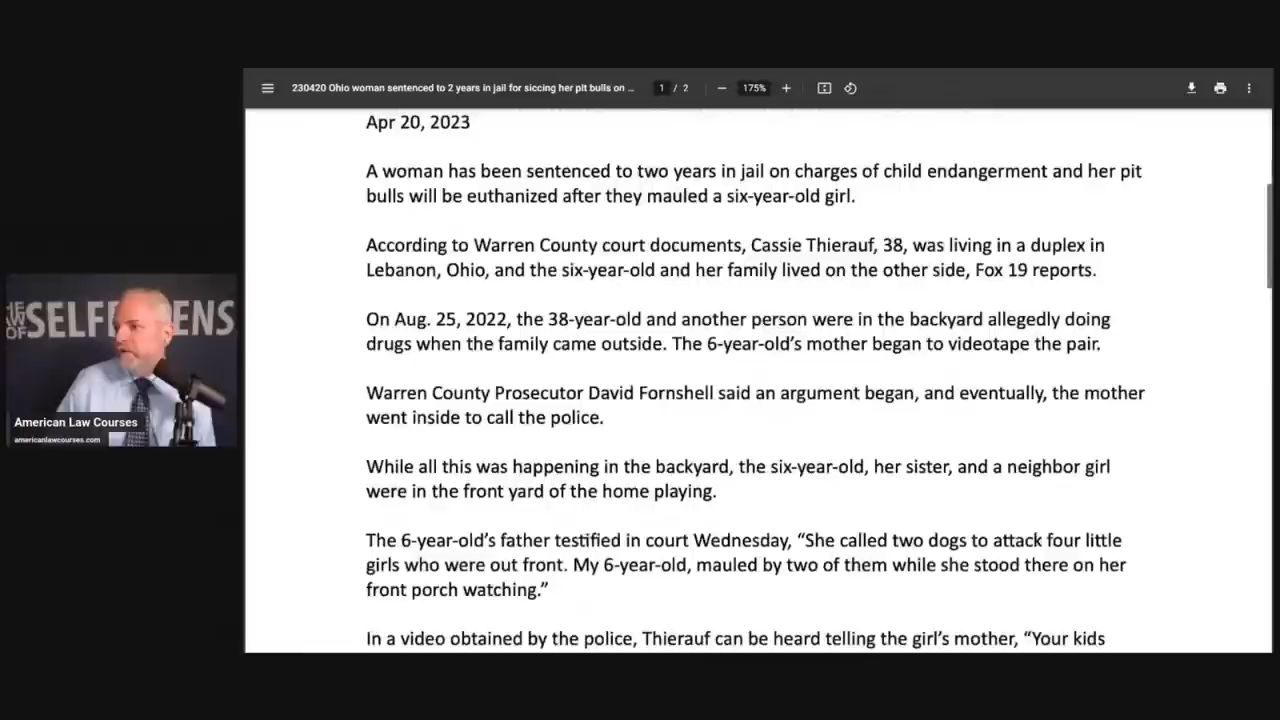 230420 Ohio woman sentenced to 2 years in jail for siccing her pit bulls on ...
1 / 2
175%
Apr 20, 2023
A woman has been sentenced to two years in jail on charges of child endangerment and her pit
bulls will be euthanized after they mauled a six-year-old girl.
According to Warren County court documents, Cassie Thierauf, 38, was living in a duplex in
Lebanon, Ohio, and the six-year-old and her family lived on the other side, Fox 19 reports.
On Aug. 25, 2022, the 38-year-old and another person were in the backyard allegedly doing
drugs when the family came outside. The 6-year-old’s mother began to videotape the pair.
Warren County Prosecutor David Fornshell said an argument began, and eventually, the mother
went inside to call the police.
While all this was happening in the backyard, the six-year-old, her sister, and a neighbor girl
were in the front yard of the home playing.
The 6-year-old’s father testified in court Wednesday, “She called two dogs to attack four little
girls who were out front. My 6-year-old, mauled by two of them while she stood there on her
front porch watching.”
In a video obtained by the police, Thierauf can be heard telling the girl’s mother, “Your kids
OF SELF ENS
American Law Courses
americanlawcourses.com